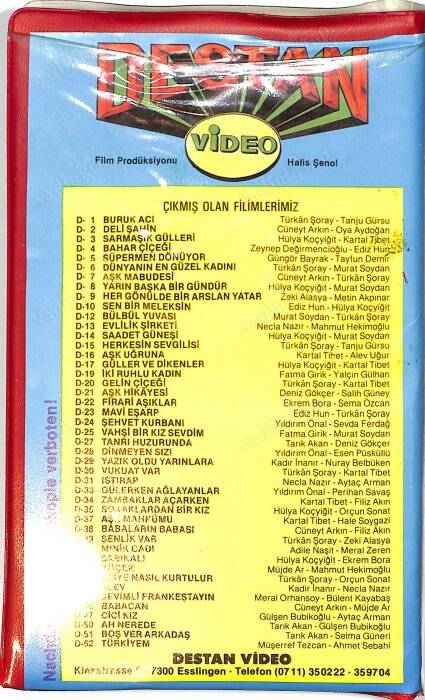 DESTAN
VİDEO
Film Prodüksiyonu Halis Şenol
ÇIKMIŞ OLAN FİLİMLERİMİZ
D- 1 BURUK ACI Türkân Şoray - Tanju Gürsu
D- 2 DELİ ŞAHİN Cüneyt Arkın - Oya Aydoğan
D- 3 SARMAŞIK GÜLLERİ Hülya Koçyiğit - Kartal Tibet
D- 4 BAHAR ÇİÇEĞİ Zeynep Değirmencioğlu - Ediz Hun
D- 5 SÜPERMEN DÖNÜYOR Güngör Bayrak - Tayfun Demir
D- 6 DÜNYANIN EN GÜZEL KADINI Türkân Şoray - Murat Soydan
D- 7 AŞK MABUDESİ Cüneyt Arkın - Türkân Şoray
D- 8 YARIN BAŞKA BİR GÜNDÜR Hülya Koçyiğit - Murat Soydan
D- 9 HER GÖNÜLDE BİR ARSLAN YATAR Zeki Alasya - Metin Akpınar
D-10 SEN BİR MELEKSİN Ediz Hun - Hülya Koçyiğit
D-12 BÜLBÜL YUVASI Murat Soydan - Türkân Şoray
D-13 EVLİLİK ŞİRKETİ Necla Nazır - Mahmut Hekimoğlu
D-14 SAADET GÜNEŞİ Hülya Koçyiğit - Murat Soydan
D-15 HERKESİN SEVGİLİSİ Türkân Şoray - Tanju Gürsu
D-16 AŞK UĞRUNA Kartal Tibet - Alev Uğur
D-17 GÜLLER VE DİKENLER Hülya Koçyiğit - Kartal Tibet
D-19 İKİ RUHLU KADIN Fatma Girik - Yalçın Gülhan
D-20 GELİN ÇİÇEĞİ Türkân Şoray - Kartal Tibet
D-21 AŞK HİKÂYESİ Deniz Gökçer - Salih Güney
D-22 FİRARİ AŞIKLAR Ekrem Bora - Sema Özcan
D-23 MAVİ EŞARP Ediz Hun - Türkân Şoray
D-24 ŞEHVET KURBANI Yıldırım Önal - Sevda Ferdağ
D-25 VAHŞİ BİR KIZ SEVDİM Fatma Girik - Murat Soydan
D-27 TANRI HUZURUNDA Tarık Akan - Deniz Gökçer
D-28 DİNMEYEN SIZI Yıldırım Önal - Esen Püsküllü
D-29 YAZIK OLDU YARINLARA Kadir İnanır - Nuray Belbüken
D-30 VUKUAT VAR Türkân Şoray - Kartal Tibet
D-31 ISTIRAP Necla Nazır - Aytaç Arman
D-33 GÜLERKEN AĞLAYANLAR Yıldırım Önal - Perihan Savaş
D-34 ZAMBAKLAR AÇARKEN Kartal Tibet - Filiz Akın
D-35 SOKAKLARDAN BİR KIZ Hülya Koçyiğit - Orçun Sonat
D-37 AŞK MAHKÛMU Kartal Tibet - Hale Soygazi
D-38 BABALARIN BABASI Cüneyt Arkın - Filiz Akın
ŞENLİK VAR Türkân Şoray - Zeki Alasya
MİNİK CADI Adile Naşit - Meral Zeren
SABIKALI Hülya Koçyiğit - Ekrem Bora
Müjde Ar - Mahmut Hekimoğlu
NASIL KURTULUR Türkân Şoray - Orçun Sonat
Kadir İnanır - Necla Nazır
SEVİMLİ FRANKEŞTAYIN Meral Orhansoy - Bülent Kayabaş
BABACAN Cüneyt Arkın - Müjde Ar
CİCİ KIZ Gülşen Bubikoğlu - Aytaç Arman
D-50 AH NEREDE Tarık Akan - Gülşen Bubikoğlu
D-51 BOŞ VER ARKADAŞ Tarık Akan - Selma Güneri
D-52 TÜRKİYEM Müşerref Tezcan - Ahmet Sebahi
DESTAN VİDEO
7300 Esslingen - Telefon (0711) 350222 - 359704
kopie verboten!